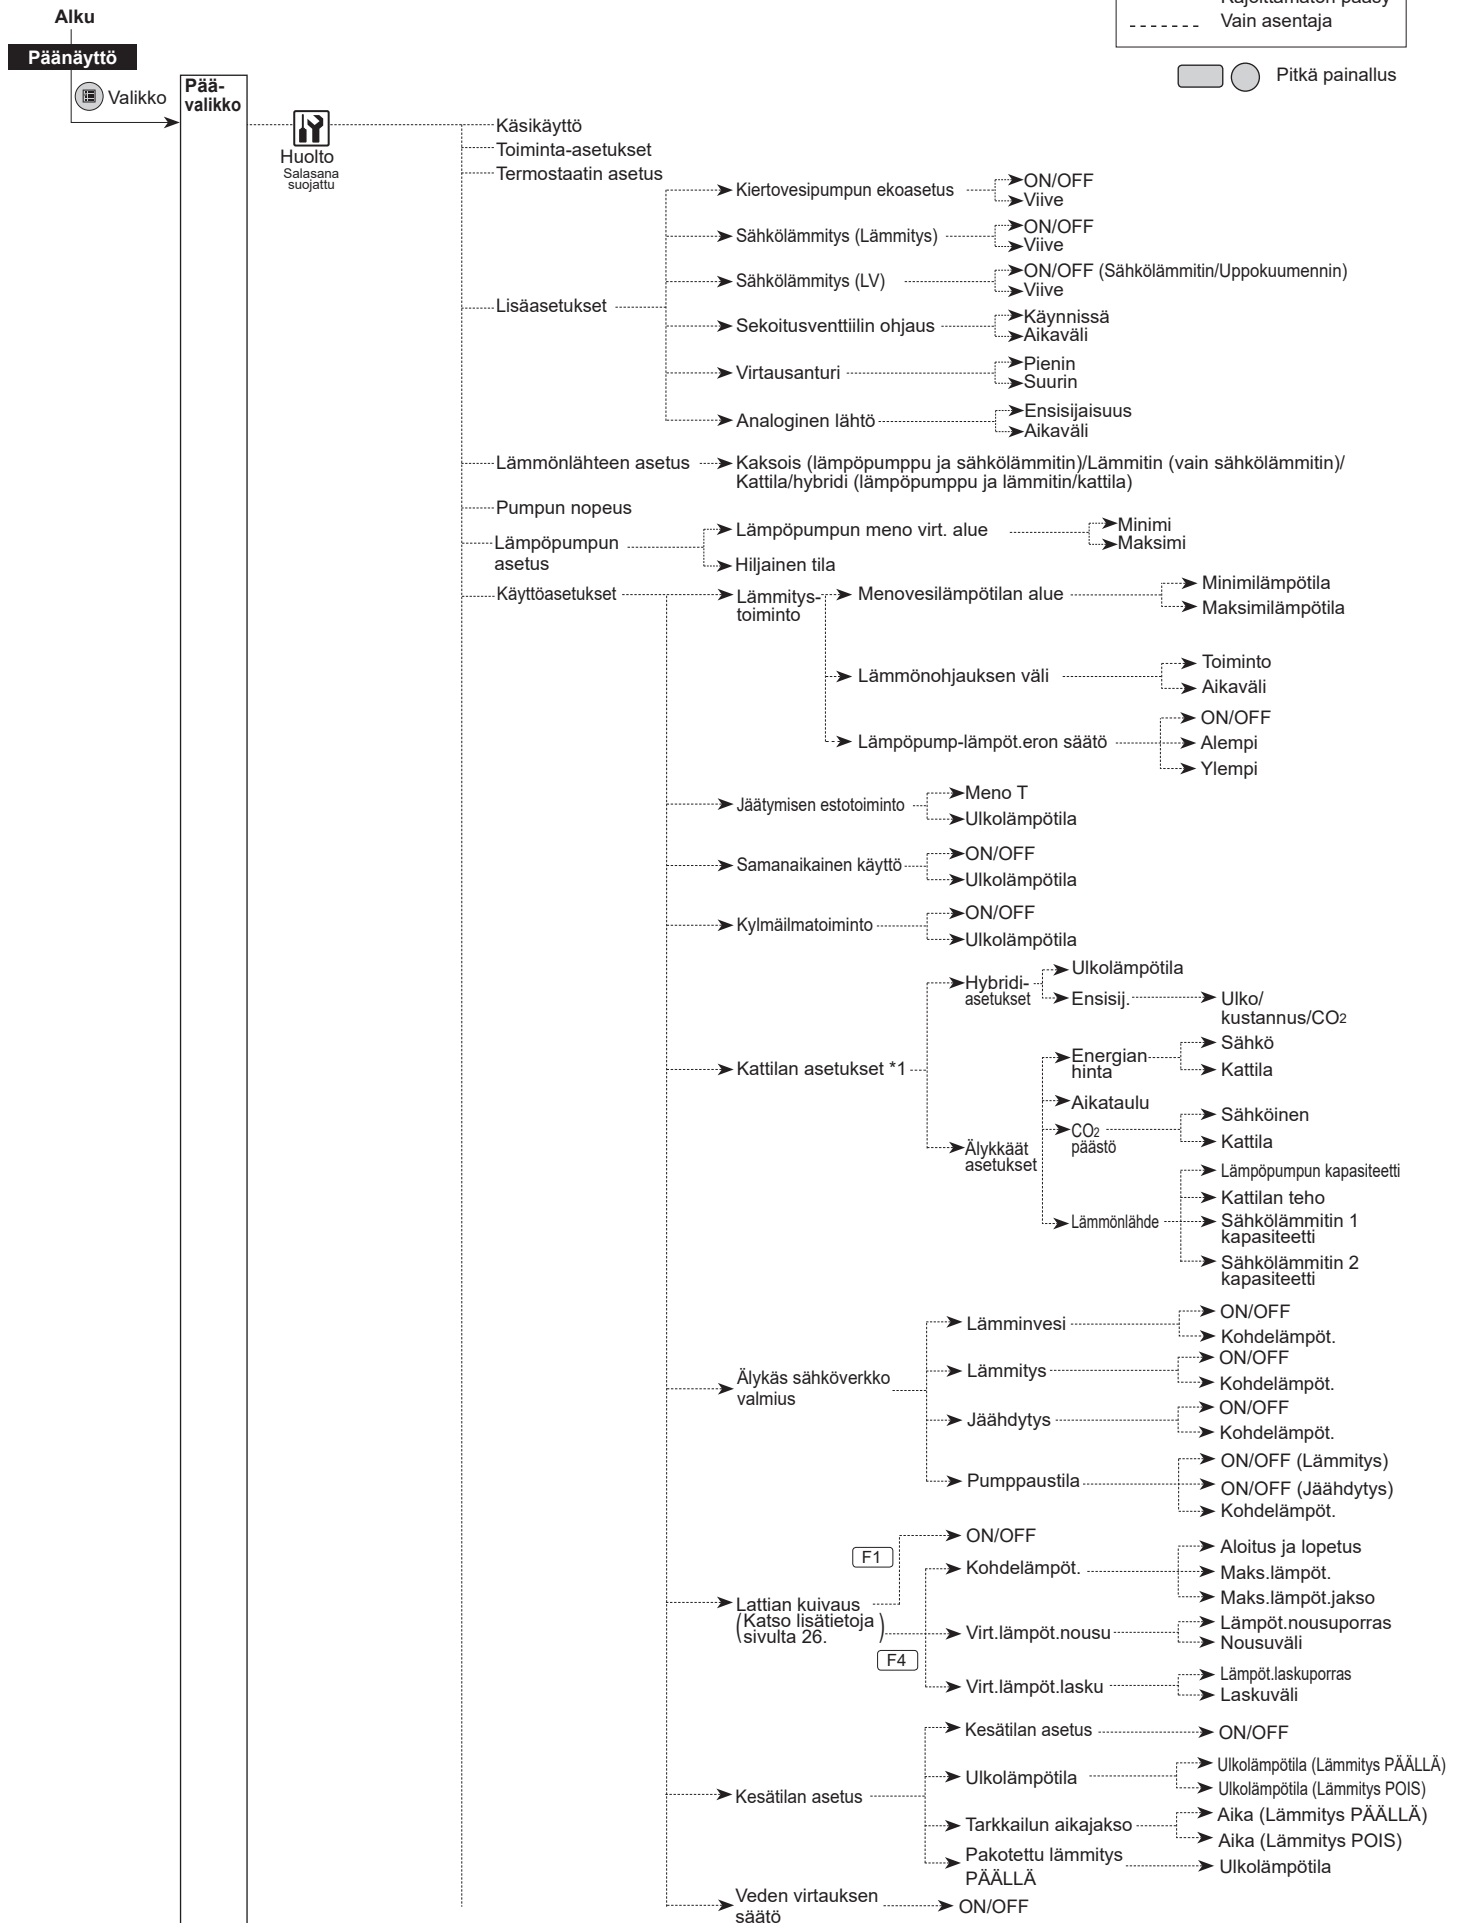 Rajoittamaton pääsy
Vain asentaja
Pitkä painallus
Alku
Päänäyttö
Valikko
Pää-
valikko
Huolto
Salasana
suojattu
Käsikäyttö
Toiminta-asetukset
Termostaatin asetus
Lisäasetukset
Kiertovesipumpun ekoasetus
ON/OFF
Viive
Sähkölämmitys (Lämmitys)
ON/OFF
Viive
Sähkölämmitys (LV)
ON/OFF (Sähkölämmitin/Uppokuumennin)
Viive
Sekoitusventtiilin ohjaus
Käynnissä
Aikaväli
Virtausanturi
Pienin
Suurin
Analoginen lähtö
Ensisijaisuus
Aikaväli
Lämmönlähteen asetus
Kaksois (lämpöpumppu ja sähkölämmitin)/Lämmitin (vain sähkölämmitin)/
Kattila/hybridi (lämpöpumppu ja lämmitin/kattila)
Pumpun nopeus
Lämpöpumpun
asetus
Lämpöpumpun meno virt. alue
Minimi
Maksimi
Hiljainen tila
Käyttöasetukset
Lämmitys-
toiminto
Menovesilämpötilan alue
Minimilämpötila
Maksimilämpötila
Lämmönohjauksen väli
Toiminto
Aikaväli
Lämpöpump-lämpöt.eron säätö
ON/OFF
Alempi
Ylempi
Jäätymisen estotoiminto
Meno T
Ulkolämpötila
Samanaikainen käyttö
ON/OFF
Ulkolämpötila
Kylmäilmatoiminto
ON/OFF
Ulkolämpötila
Kattilan asetukset *1
Hybridi-
asetukset
Ulkolämpötila
Ensisij.
Ulko/
kustannus/CO2
Älykkäät
asetukset
Energian
hinta
Sähkö
Kattila
Aikataulu
CO2
päästö
Sähköinen
Kattila
Lämmönlähde
Lämpöpumpun kapasiteetti
Kattilan teho
Sähkölämmitin 1
kapasiteetti
Sähkölämmitin 2
kapasiteetti
Älykäs sähköverkko
valmius
Lämminvesi
ON/OFF
Kohdelämpöt.
Lämmitys
ON/OFF
Kohdelämpöt.
Jäähdytys
ON/OFF
Kohdelämpöt.
Pumppaustila
ON/OFF (Lämmitys)
ON/OFF (Jäähdytys)
Kohdelämpöt.
Lattian kuivaus
(Katso lisätietoja
sivulta 26.)
F1
ON/OFF
F4
Kohdelämpöt.
Aloitus ja lopetus
Maks.lämpöt.
Maks.lämpöt.jakso
Virt.lämpöt.nousu
Lämpöt.nousuporras
Nousuväli
Virt.lämpöt.lasku
Lämpöt.laskuporras
Laskuväli
Kesätilan asetus
Kesätilan asetus
ON/OFF
Ulkolämpötila
Ulkolämpötila (Lämmitys PÄÄLLÄ)
Ulkolämpötila (Lämmitys POIS)
Tarkkailun aikajakso
Aika (Lämmitys PÄÄLLÄ)
Aika (Lämmitys POIS)
Pakotettu lämmitys
PÄÄLLÄ
Ulkolämpötila
Veden virtauksen
säätö
ON/OFF